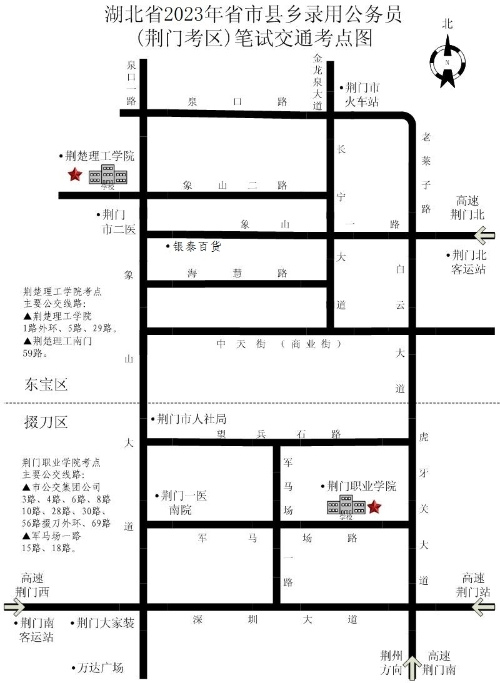 湖北省2023年省市县乡录用公务员
(荆门考区)笔试交通考点图
北
N
泉口一路
金龙泉大道
•荆门市
火车站
泉口路
老莱子路
•荆楚理工学院
学校
长宁大道
象山二路
高速
荆门北
•荆门
市二医
象山一路
•银泰百货
•荆门北
客运站
白云大道
海慧路
象山大道
荆楚理工学院考点
主要公交线路：
▲荆楚理工学院
1路外环、5路、29路。
▲荆楚理工南门
59路。
中天街（商业街）
东宝区
掇刀区
•荆门市人社局
望兵石路
虎牙关大道
荆门职业学院考点
主要公交线路：
▲市公交集团公司
3路、4路、6路、8路
10路、28路、30路、
56路掇刀外环、69路
▲军马场一路
15路、18路。
军马场一路
•荆门职业学院
学校
•荆门一医
南院
军马场路
高速
荆门西
高速
荆门站
•荆门南
客运站
•荆门大家装
深圳大道
•万达广场
荆州
方向
高速
荆门南